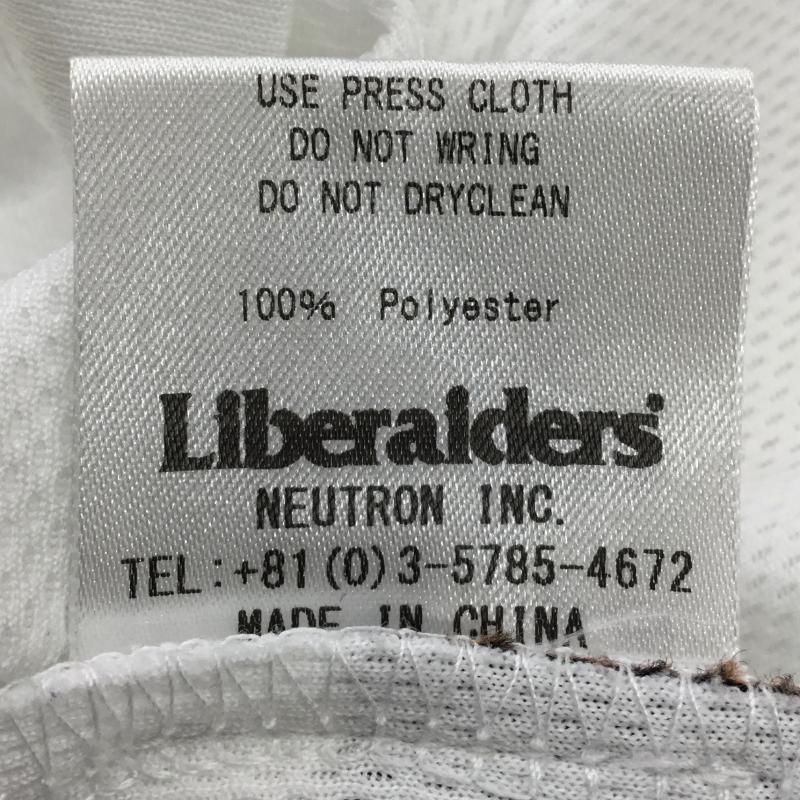 USE PRESS CLOTH
DO NOT WRING
DO NOT DRYCLEAN
100% Polyester
Liberaiders
NEUTRON INC.
TEL:+81(0)3-5785-4672
MADE IN CHINA